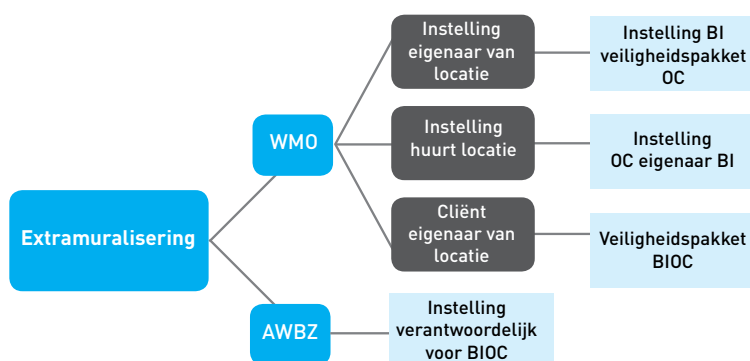 Instelling
eigenaar van
locatie
Instelling BI
veiligheidspakket
OC
WMO
Instelling
huurt locatie
Instelling
OC eigenaar BI
Extramuralisering
Cliënt
eigenaar van
locatie
Veiligheidspakket
BIOC
AWBZ
Instelling
verantwoordelijk
voor BIOC